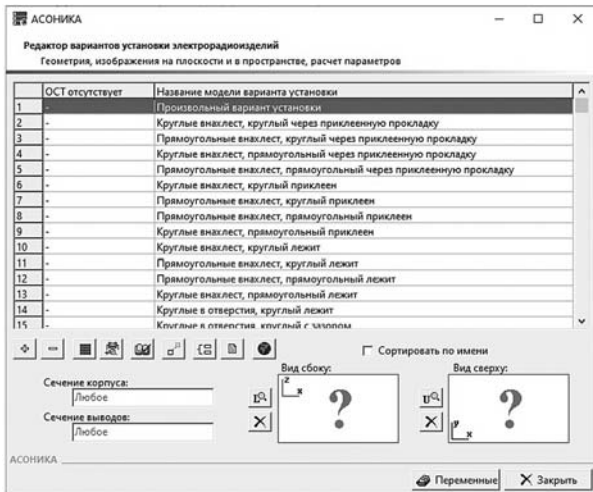 АСОНИКА
Редактор вариантов установки электрорадиоизделий
Геометрия, изображения на плоскости и в пространстве, расчет параметров
ОСТ отсутствует Название модели варианта установки
1 - Произвольный вариант установки
2 - Круглые внахлест, круглый через приклеенную прокладку
3 - Прямоугольные внахлест, круглый через приклеенную прокладку
4 - Круглые внахлест, прямоугольный через приклеенную прокладку
5 - Прямоугольные внахлест, прямоугольный через приклеенную прокладку
6 - Круглые внахлест, круглый приклеен
7 - Прямоугольные внахлест, круглый приклеен
8 - Прямоугольные внахлест, прямоугольный приклеен
9 - Круглые внахлест, прямоугольный приклеен
10 - Круглые внахлест, круглый лежит
11 - Прямоугольные внахлест, круглый лежит
12 - Прямоугольные внахлест, прямоугольный лежит
13 - Круглые внахлест, прямоугольный лежит
14 - Круглые в отверстия, круглый лежит
15 - Круглые в отверстия, круглый с зазором
Сортировать по имени
Сечение корпуса: Вид сбоку: Вид сверху:
Любое z x ? ?
Сечение выводов:
Любое y x
АСОНИКА
Переменные Закрыть